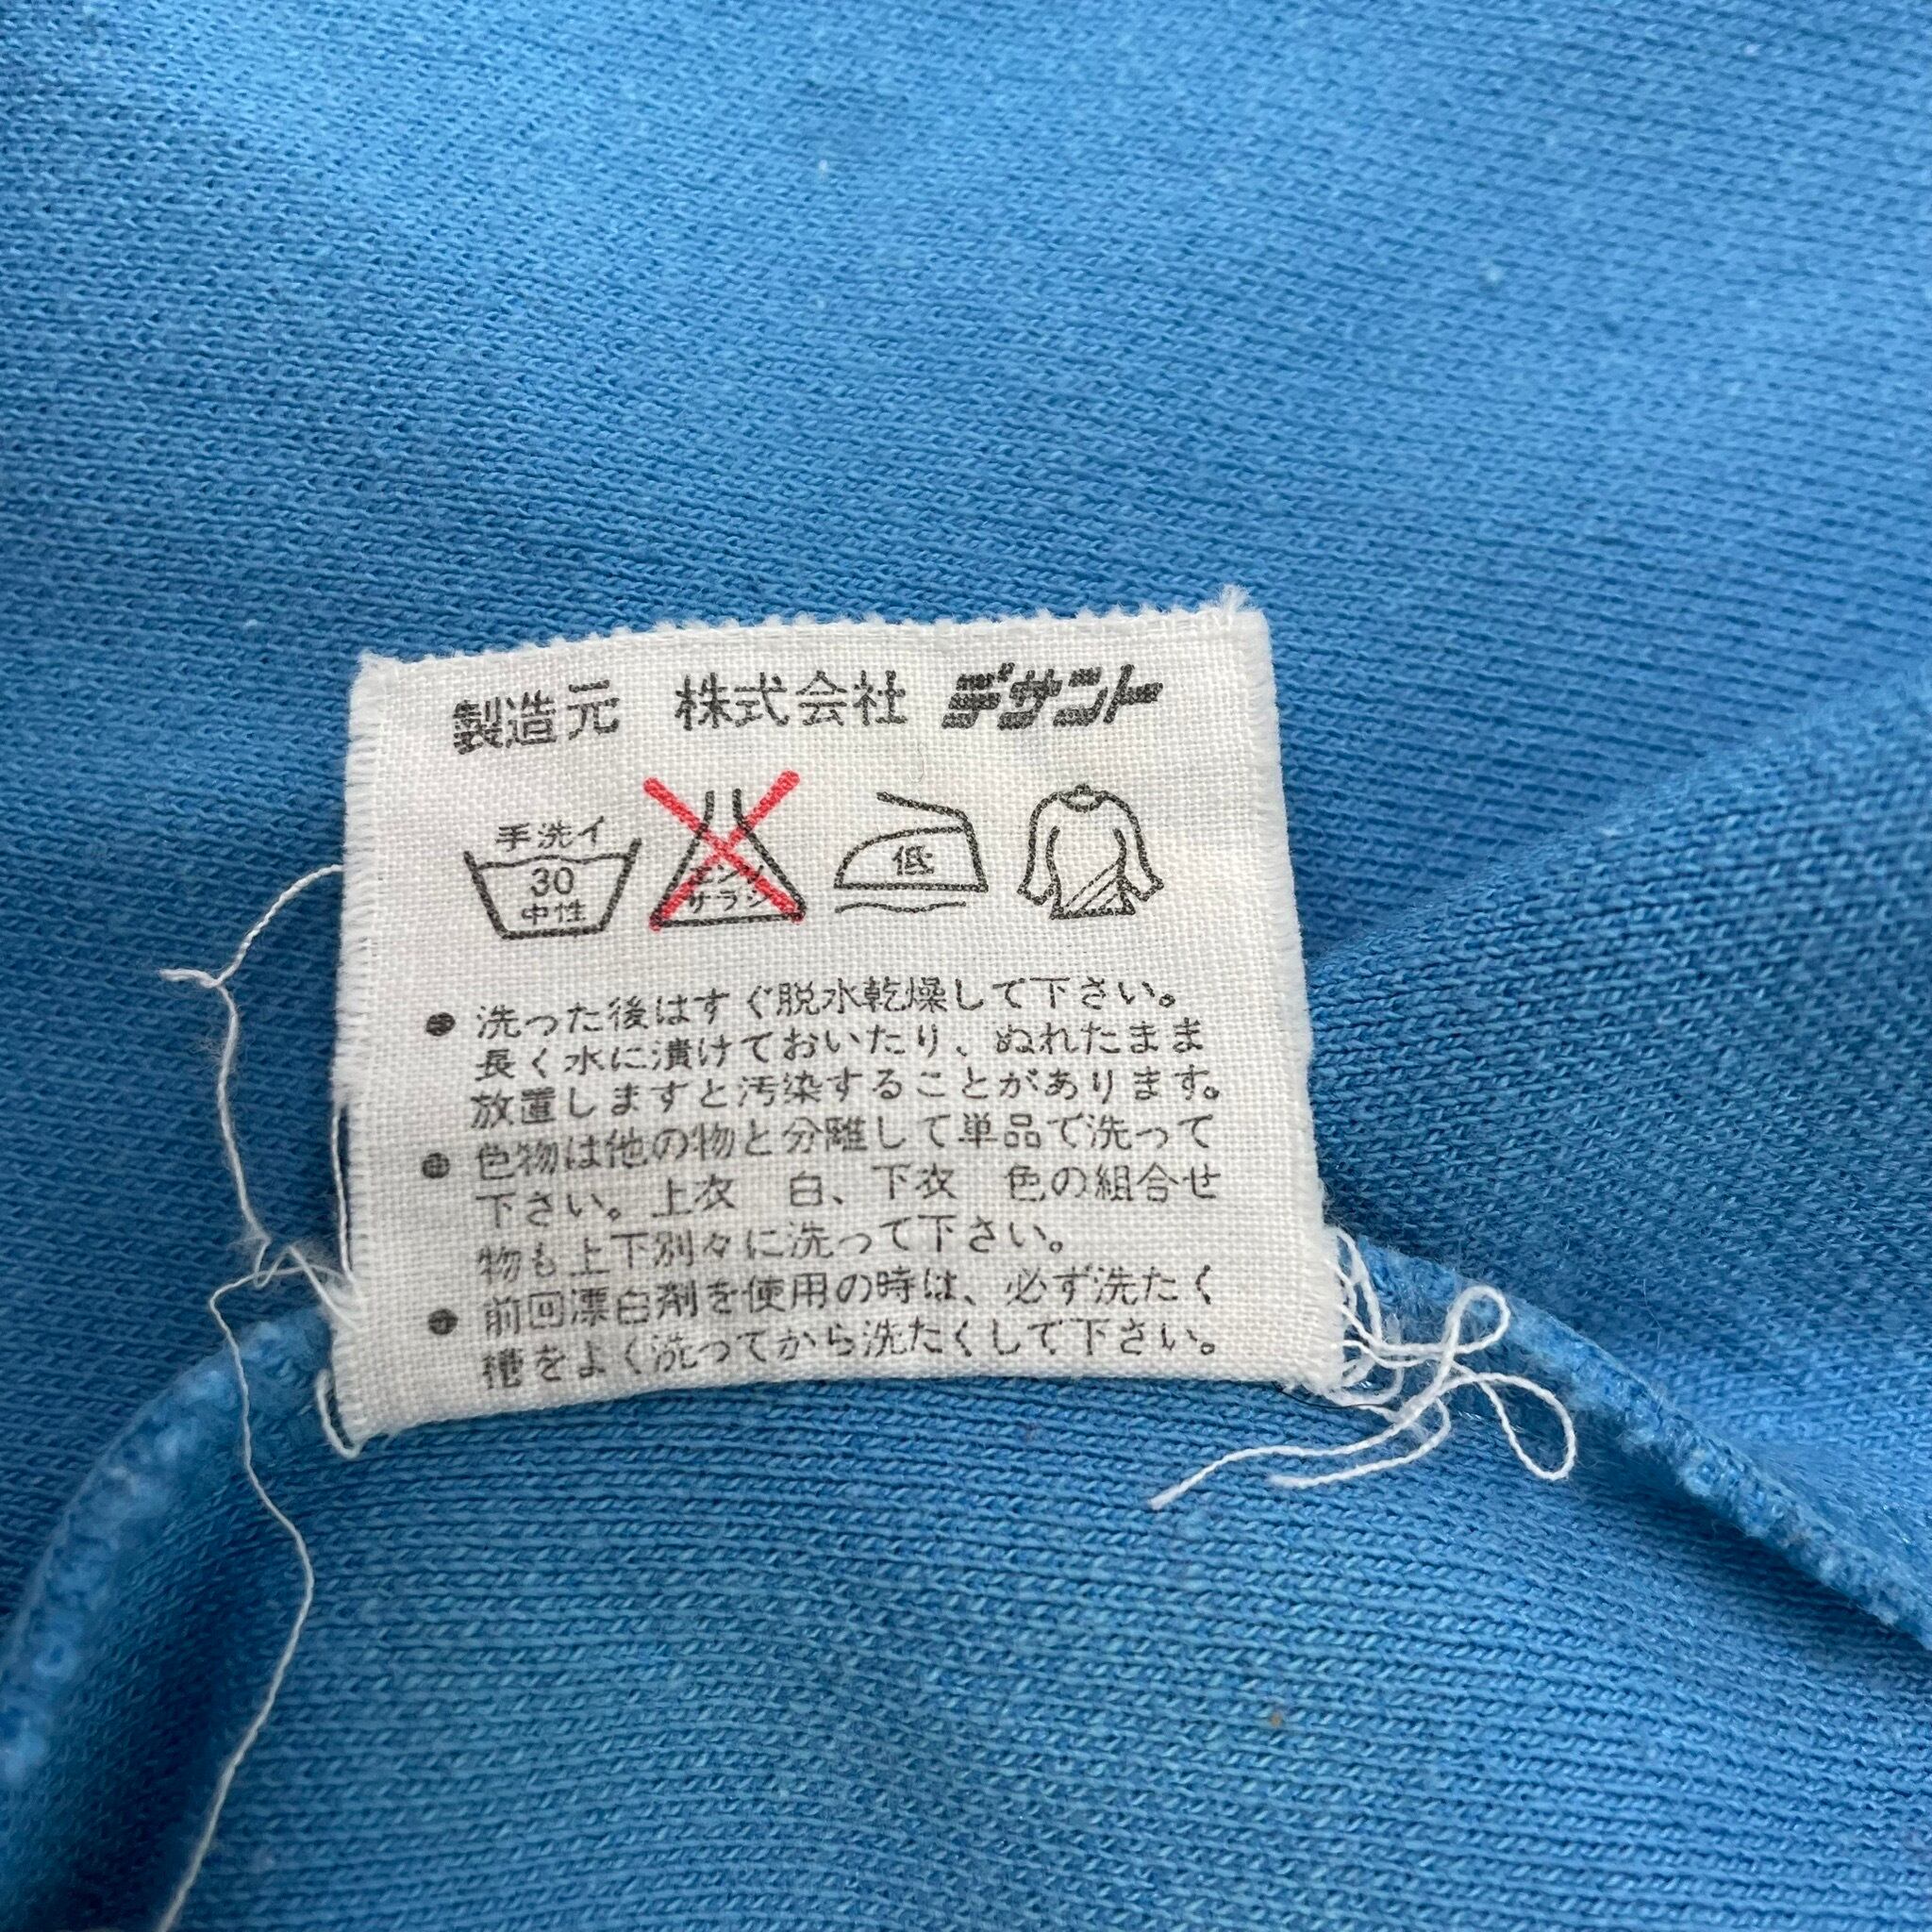 製造元 株式会社 デサント
手洗イ
30
中性
エンソ
サラシ
低
● 洗った後はすぐ脱水乾燥して下さい。
長く水に漬けておいたり、ぬれたまま
放置しますと汚染することがあります。
● 色物は他の物と分離して単品で洗って
下さい。上衣 白、下衣 色の組合せ
物も上下別々に洗って下さい。
● 前回漂白剤を使用の時は、必ず洗たく
槽をよく洗ってから洗たくして下さい。